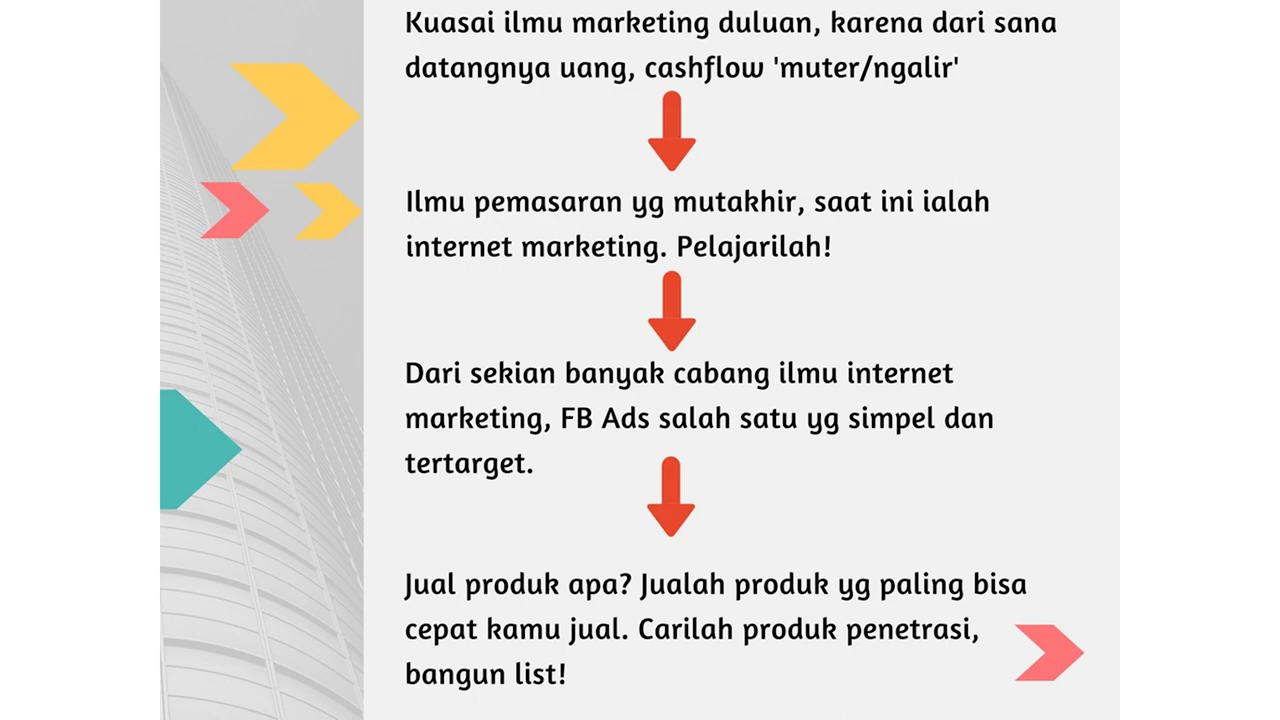 Kuasai ilmu marketing duluan, karena dari sana
datangnya uang, cashflow 'muter/ngalir'
Ilmu pemasaran yg mutakhir, saat ini ialah
internet marketing. Pelajarilah!
Dari sekian banyak cabang ilmu internet
marketing, FB Ads salah satu yg simpel dan
tertarget.
Jual produk apa? Jualah produk yg paling bisa
cepat kamu jual. Carilah produk penetrasi,
bangun list!